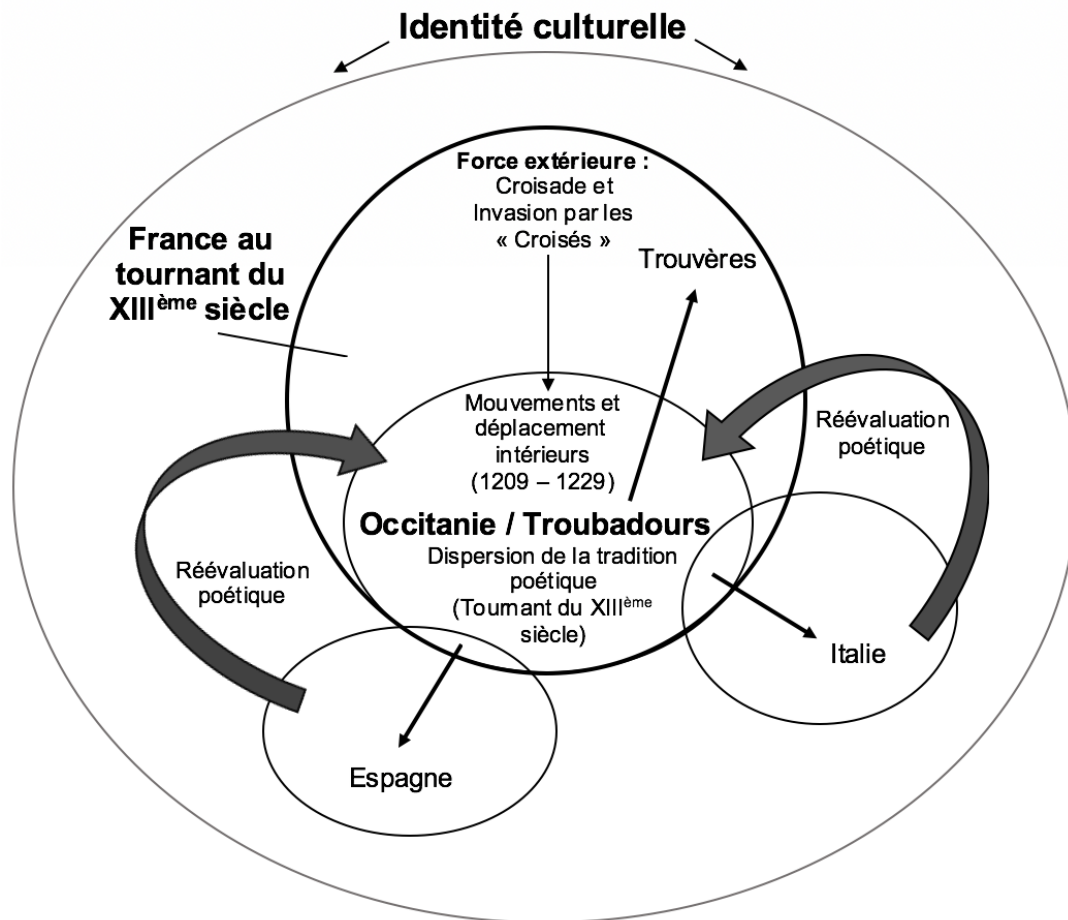 Identité culturelle
Force extérieure :
Croisade et
Invasion par les
« Croisés »
France au
tournant du
XIIIème siècle
Trouvères
Mouvements et
déplacement
intérieurs
(1209 – 1229)
Réévaluation
poétique
Occitanie / Troubadours
Dispersion de la tradition
poétique
(Tournant du XIIIème
siècle)
Réévaluation
poétique
Italie
Espagne